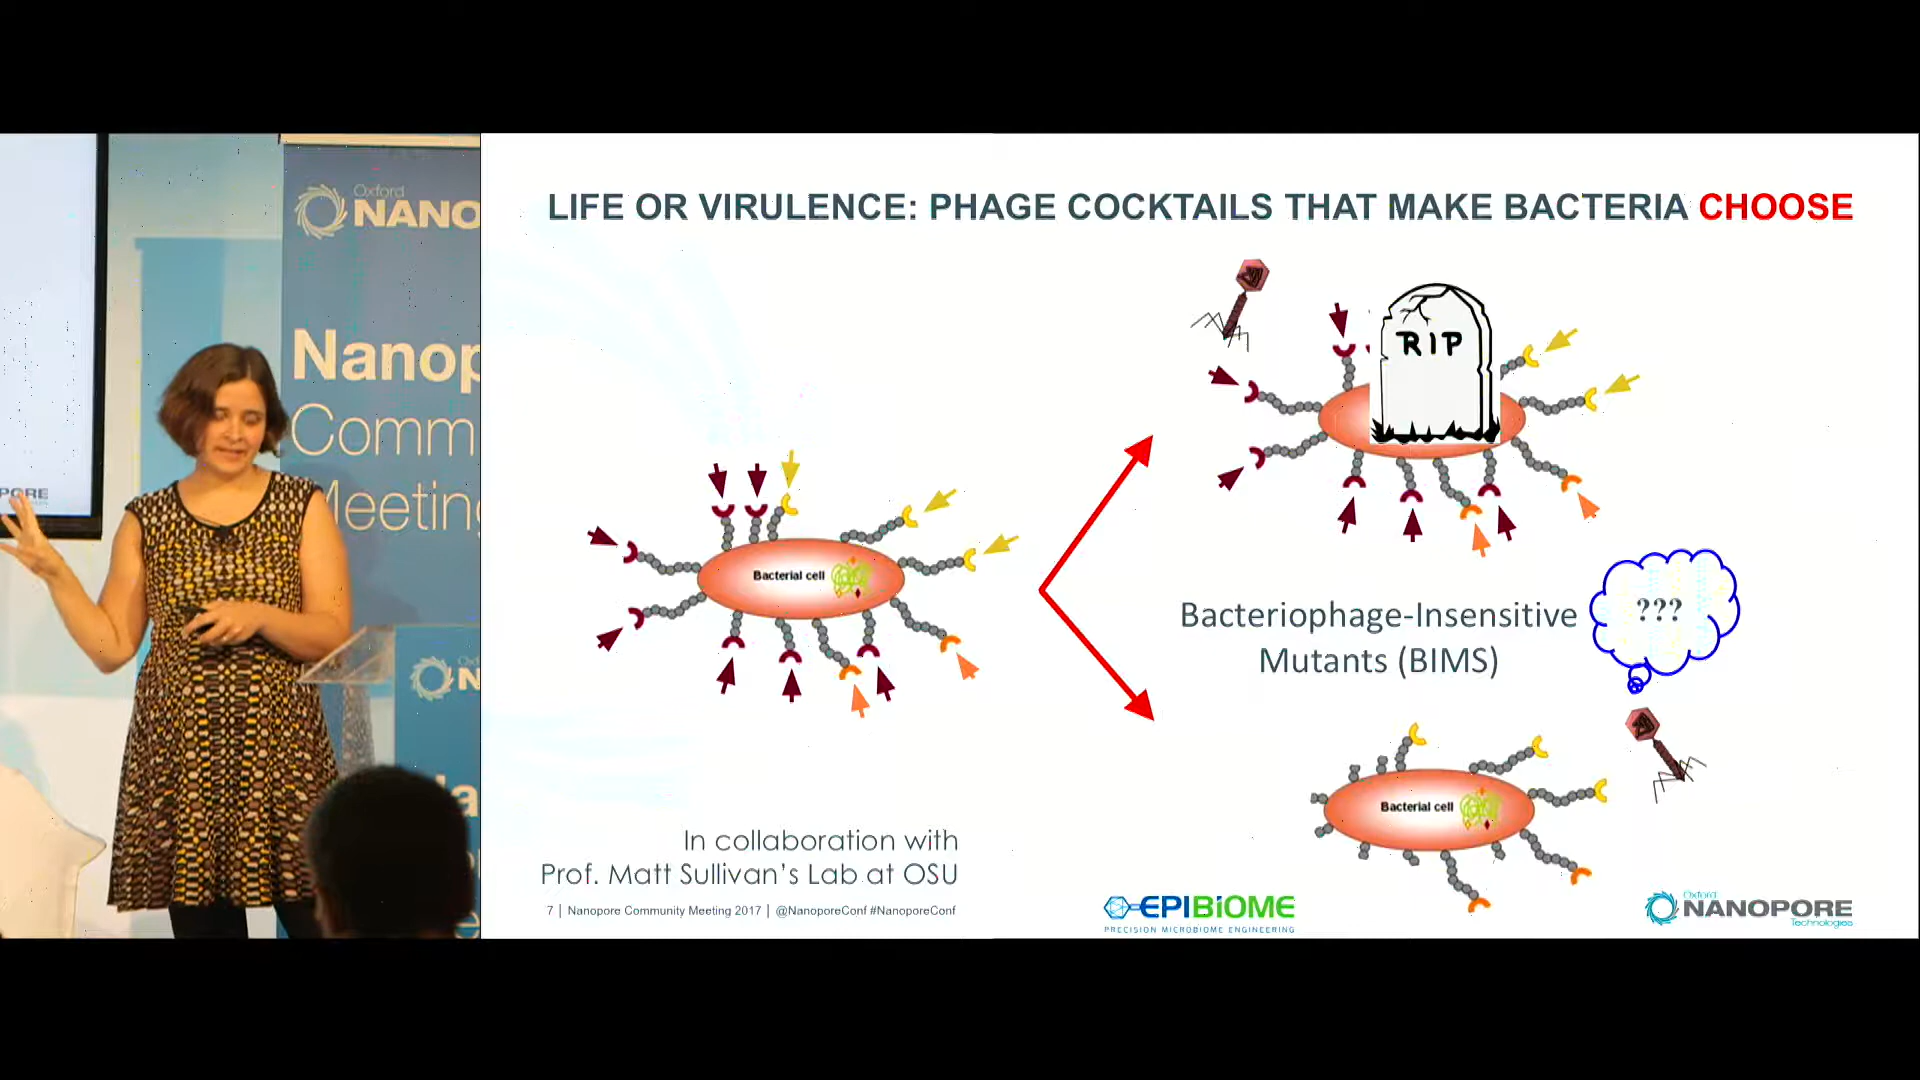 Oxford
NANO
Nanop
Comm
Meeting
LIFE OR VIRULENCE: PHAGE COCKTAILS THAT MAKE BACTERIA CHOOSE
RIP
Bacterial cell
Bacteriophage-Insensitive
Mutants (BIMS)
???
Bacterial cell
In collaboration with
Prof. Matt Sullivan's Lab at OSU
7 | Nanopore Community Meeting 2017 | @NanoporeConf #NanoporeConf
EPIBIOME
PRECISION MICROBIOME ENGINEERING
Oxford
NANOPORE
Technologies